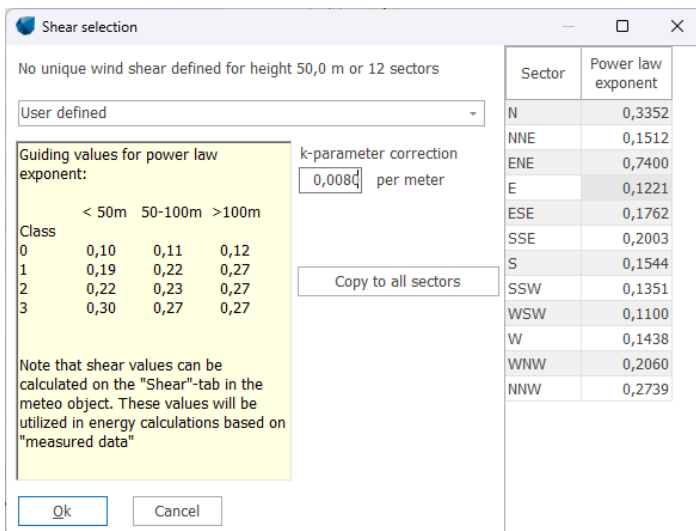 Shear selection
No unique wind shear defined for height 50,0 m or 12 sectors
User defined
Guiding values for power law
exponent:
< 50m 50-100m >100m
Class
0 0,10 0,11 0,12
1 0,19 0,22 0,27
2 0,22 0,23 0,27
3 0,30 0,27 0,27
Note that shear values can be
calculated on the "Shear"-tab in the
meteo object. These values will be
utilized in energy calculations based on
"measured data"
k-parameter correction
0,0080 per meter
Copy to all sectors
Ok Cancel
Sector Power law
exponent
N 0,3352
NNE 0,1512
ENE 0,7400
E 0,1221
ESE 0,1762
SSE 0,2003
S 0,1544
SSW 0,1351
WSW 0,1100
W 0,1438
WNW 0,2060
NNW 0,2739